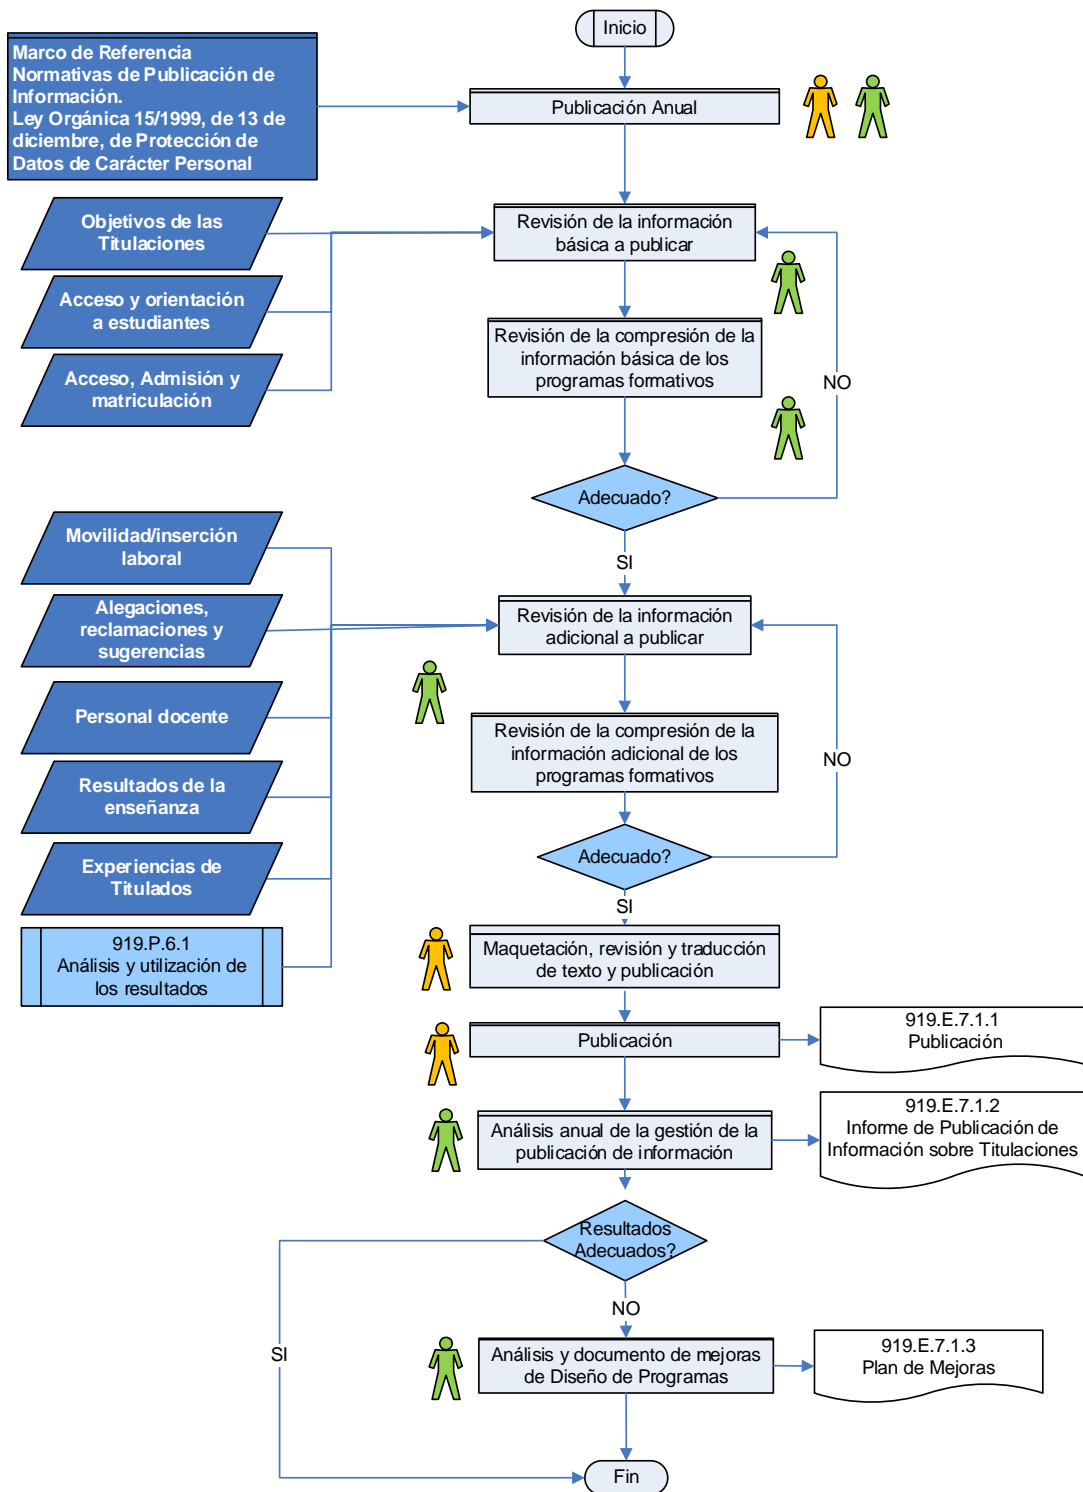 Inicio
Marco de Referencia
Normativas de Publicación de
Información.
Ley Orgánica 15/1999, de 13 de
diciembre, de Protección de
Datos de Carácter Personal
Publicación Anual
Objetivos de las
Titulaciones
Revisión de la información
básica a publicar
Acceso y orientación
a estudiantes
Revisión de la compresión de la
información básica de los
programas formativos
Acceso, Admisión y
matriculación
NO
Adecuado?
SI
Movilidad/inserción
laboral
Alegaciones,
reclamaciones y
sugerencias
Revisión de la información
adicional a publicar
Personal docente
Revisión de la compresión de la
información adicional de los
programas formativos
NO
Resultados de la
enseñanza
Adecuado?
SI
Experiencias de
Titulados
919.P.6.1
Análisis y utilización de
los resultados
Maquetación, revisión y traducción
de texto y publicación
Publicación
919.E.7.1.1
Publicación
Análisis anual de la gestión de la
publicación de información
919.E.7.1.2
Informe de Publicación de
Información sobre Titulaciones
Resultados
Adecuados?
NO
SI
Análisis y documento de mejoras
de Diseño de Programas
919.E.7.1.3
Plan de Mejoras
Fin